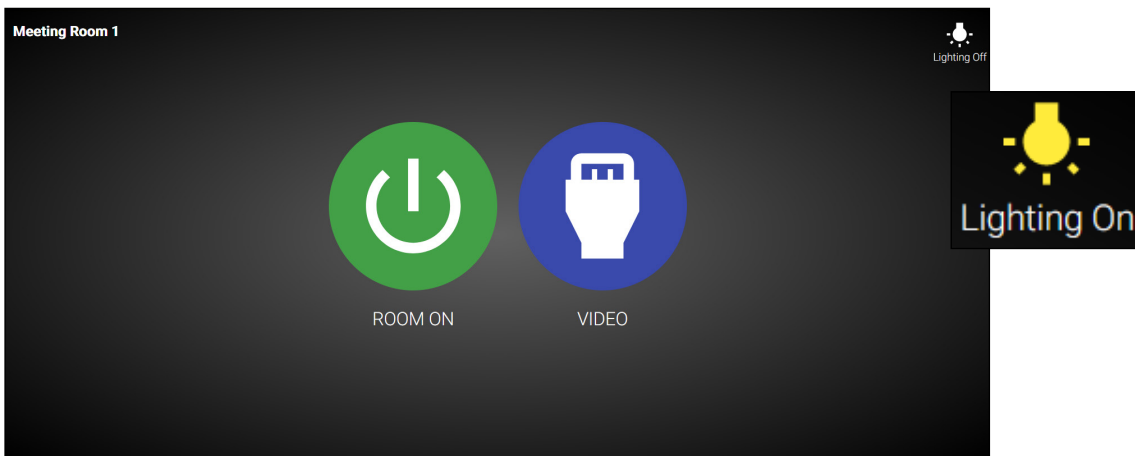 Meeting Room 1
Lighting Off
Lighting On
ROOM ON
VIDEO